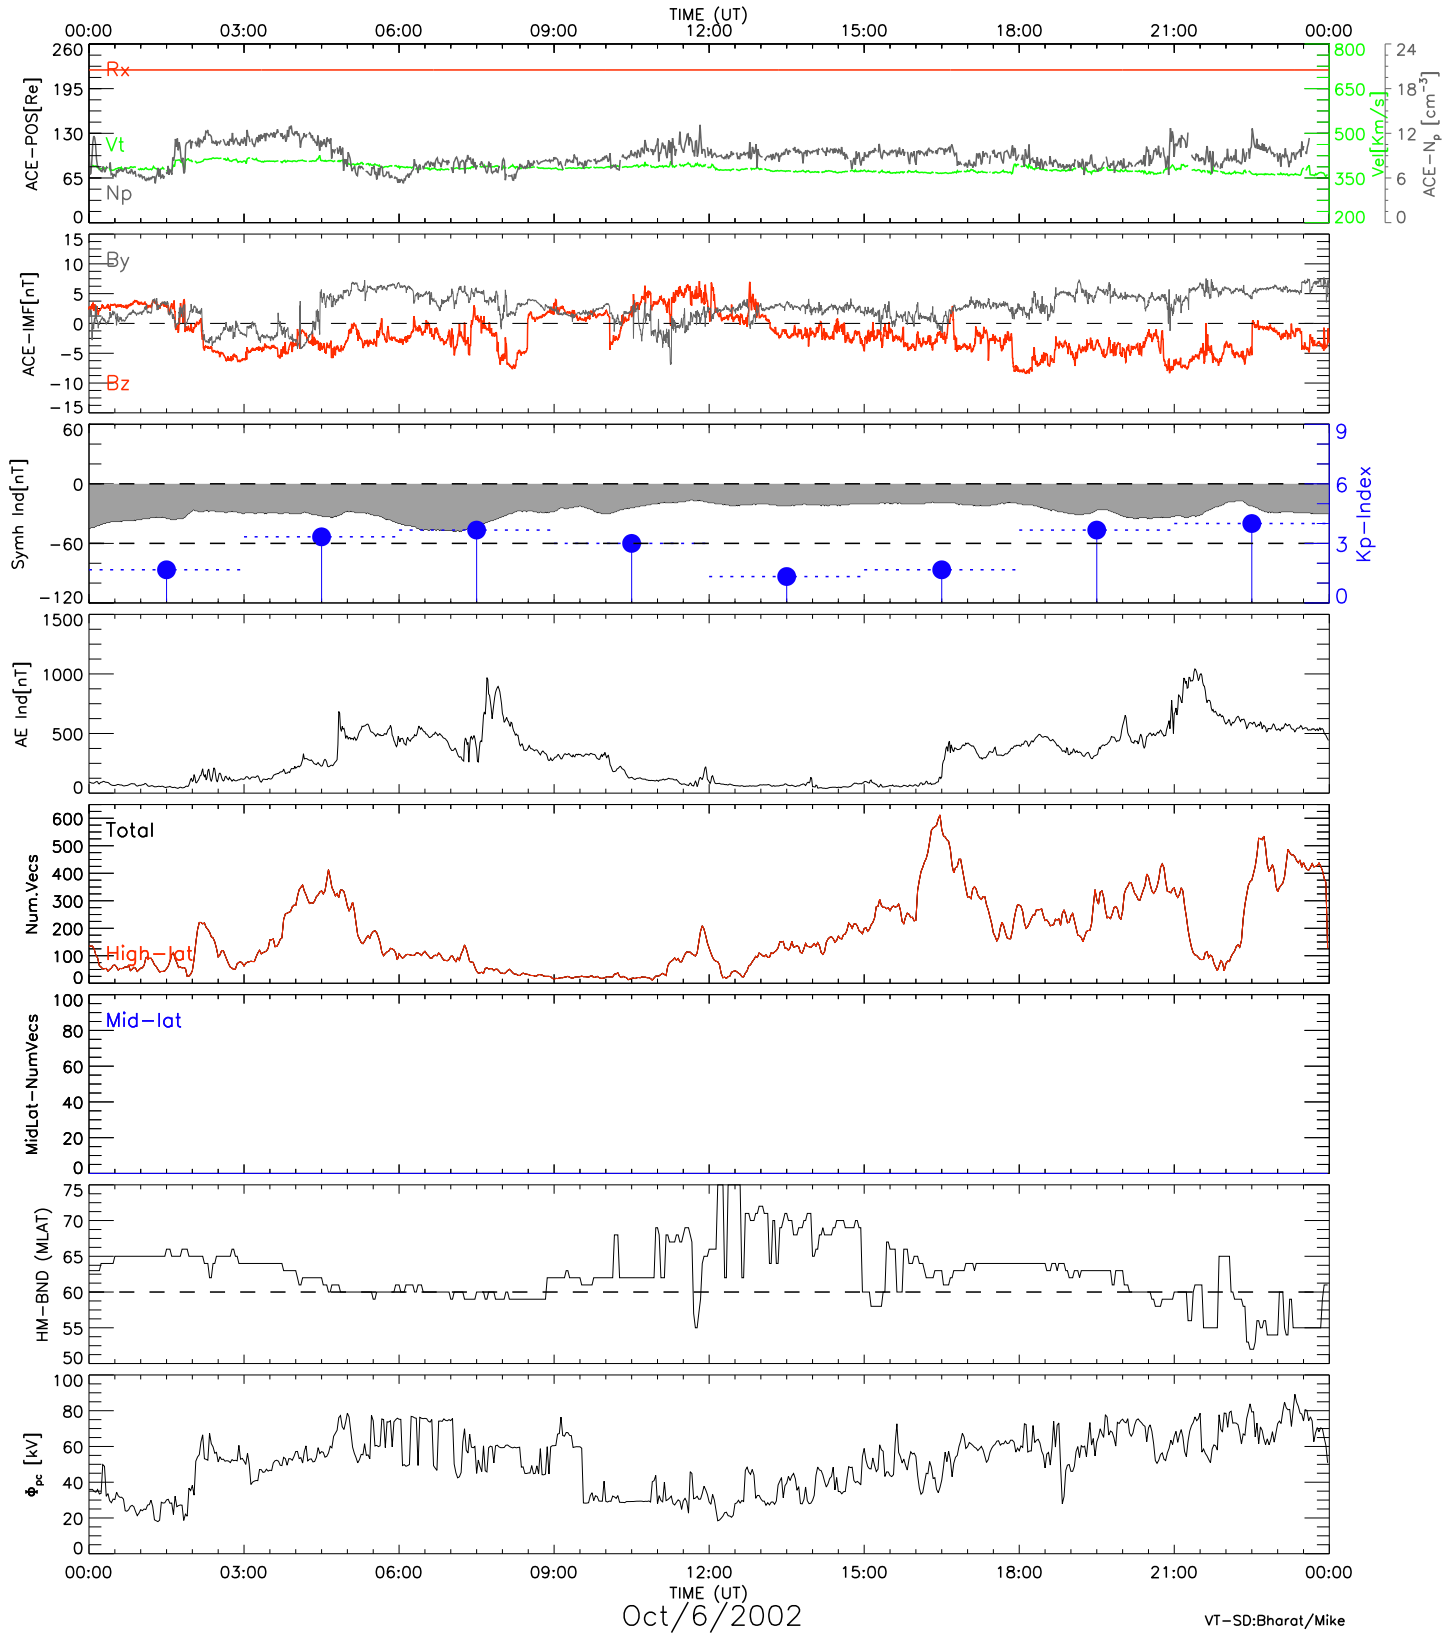 TIME (UT)
00:00 03:00 06:00 09:00 12:00 15:00 18:00 21:00 00:00
ACE-POS[Re]
260
195
130
65
0
Rx
Vt
Np
800
650
500
350
200
Vel[Km/s]
24
18
12
6
0
ACE-Np [cm-3]
ACE-IMF[nT]
15
10
5
0
-5
-10
-15
By
Bz
Symh Ind[nT]
60
0
-60
-120
9
6
3
0
Kp-Index
AE Ind[nT]
1500
1000
500
0
Num.Vecs
600
500
400
300
200
100
0
Total
High-lat
MidLat-NumVecs
100
80
60
40
20
0
Mid-lat
HM-BND (MLAT)
75
70
65
60
55
50
Φpc [kV]
100
80
60
40
20
0
00:00 03:00 06:00 09:00 12:00 15:00 18:00 21:00 00:00
TIME (UT)
Oct/6/2002
VT-SD:Bharat/Mike